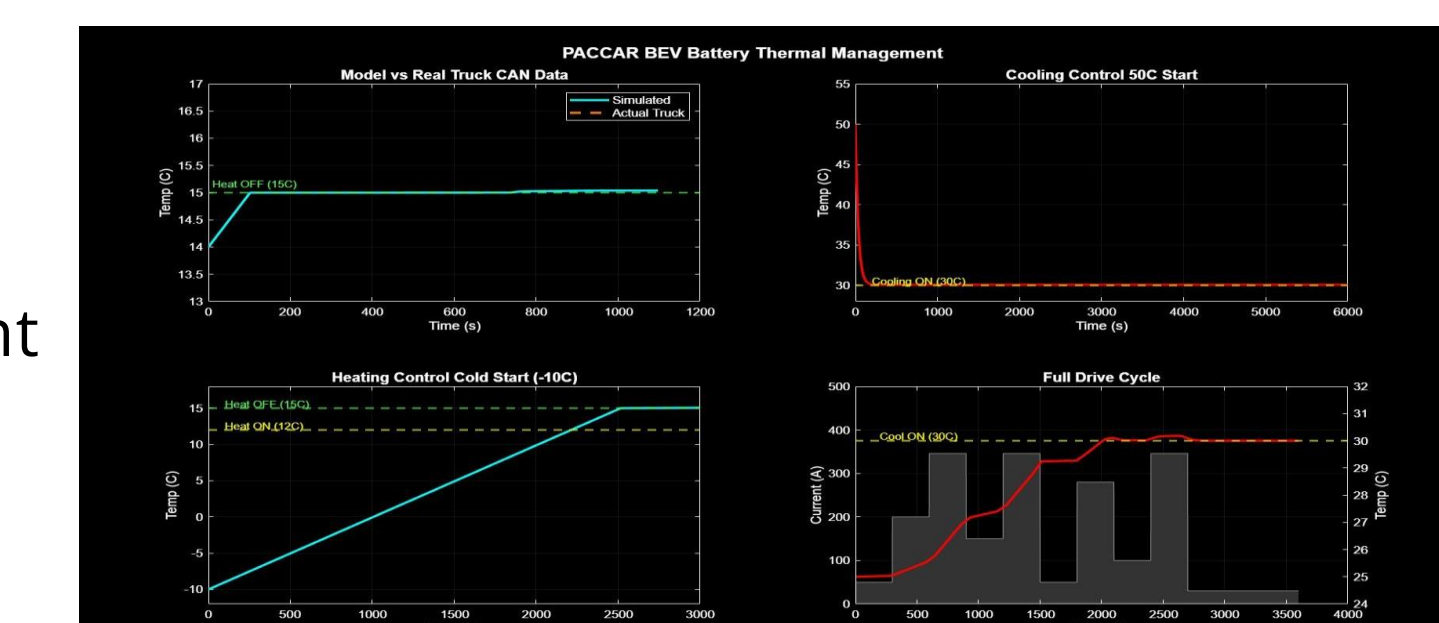 PACCAR BEV Battery Thermal Management
Model vs Real Truck CAN Data
17
16.5
16
15.5
15
14.5
14
13.5
13
Temp (C)
Simulated
Actual Truck
Heat OFF (15C)
0 200 400 600 800 1000 1200
Time (s)
Cooling Control 50C Start
55
50
45
40
35
30
Temp (C)
Cooling ON (30C)
0 1000 2000 3000 4000 5000 6000
Time (s)
nt
Heating Control Cold Start (-10C)
15
10
5
0
-5
-10
Temp (C)
Heat OFF (15C)
Heat ON (12C)
0 500 1000 1500 2000 2500 3000
Full Drive Cycle
500
400
300
200
100
0
Current (A)
Cool ON (30C)
32
31
30
29
28
27
26
25
24
Temp (C)
0 500 1000 1500 2000 2500 3000 3500 4000